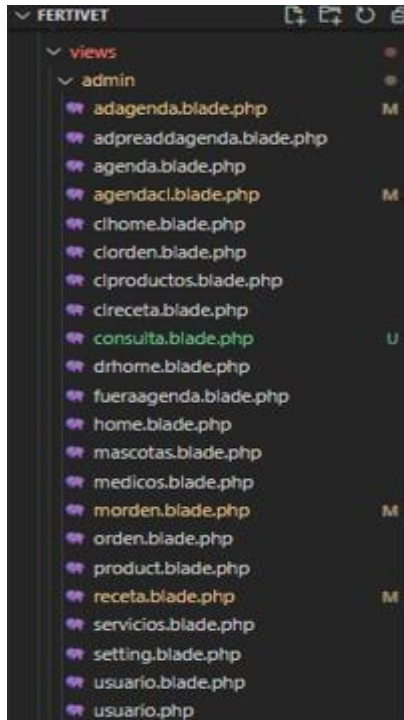 FERTIVET
views
admin
adagenda.blade.php M
adpreaddagenda.blade.php
agenda.blade.php
agendacl.blade.php M
clhome.blade.php
clorden.blade.php
clproductos.blade.php
clreceta.blade.php
consulta.blade.php U
drhome.blade.php
fueraagenda.blade.php
home.blade.php
mascotas.blade.php
medicos.blade.php
morden.blade.php M
orden.blade.php
product.blade.php
receta.blade.php M
servicios.blade.php
setting.blade.php
usuario.blade.php
usuario.php